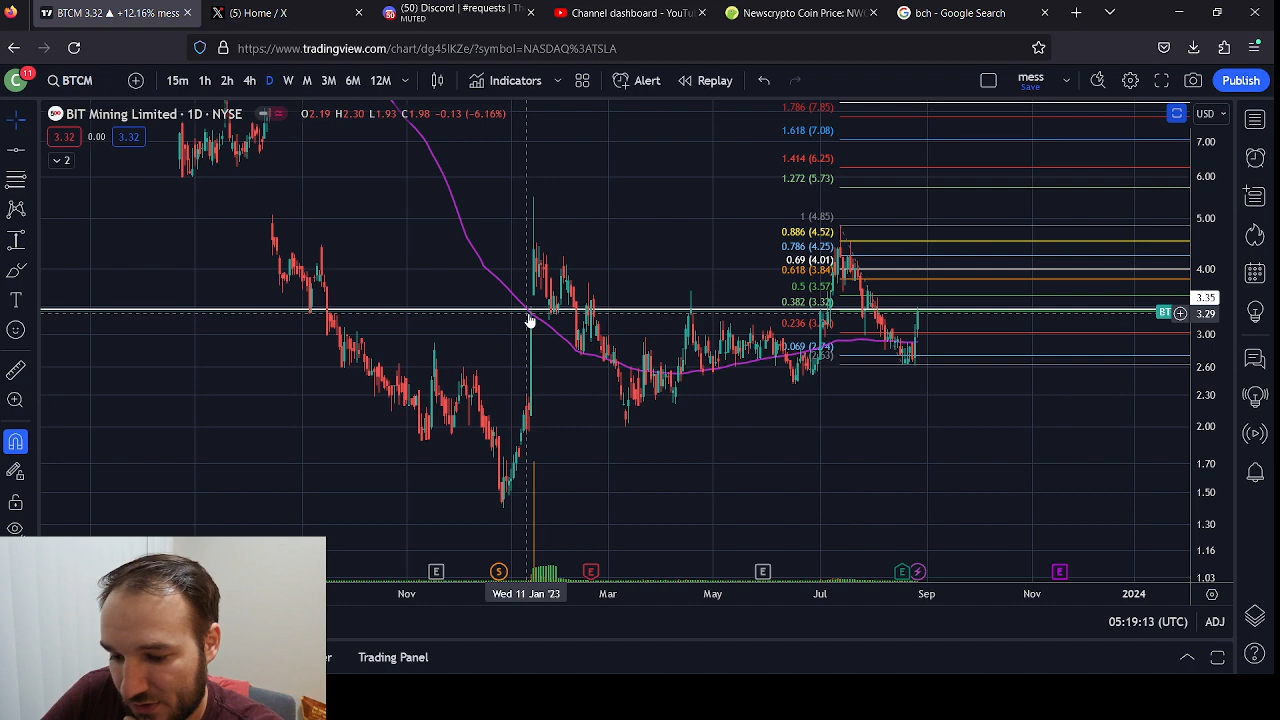 BTCM 3.32 ▲ +12.16% mess
(5) Home / X
(50) Discord | #requests | Th
MUTED
Channel dashboard - YouTu
Newscrypto Coin Price: NWC
bch - Google Search
https://www.tradingview.com/chart/dg45lKZe/?symbol=NASDAQ%3ATSLA
C
11
BTCM
15m 1h 2h 4h D W M 3M 6M 12M
Indicators
Alert
Replay
mess
Save
Publish
BIT Mining Limited · 1D · NYSE
O2.19 H2.30 L1.93 C1.98 -0.13 (-6.16%)
USD
3.32 0.00 3.32
2
1.786 (7.85)
1.618 (7.08)
1.414 (6.25)
1.272 (5.73)
1 (4.85)
0.886 (4.52)
0.786 (4.25)
0.69 (4.01)
0.618 (3.84)
0.5 (3.57)
0.382 (3.32)
0.069 (2.74)
7.00
6.00
5.00
4.00
3.35
BT
3.29
3.00
2.60
2.30
2.00
1.70
1.50
1.30
1.16
1.03
E S E E E E
Nov Wed 11 Jan '23 Mar May Jul Sep Nov 2024
05:19:13 (UTC) ADJ
Trading Panel